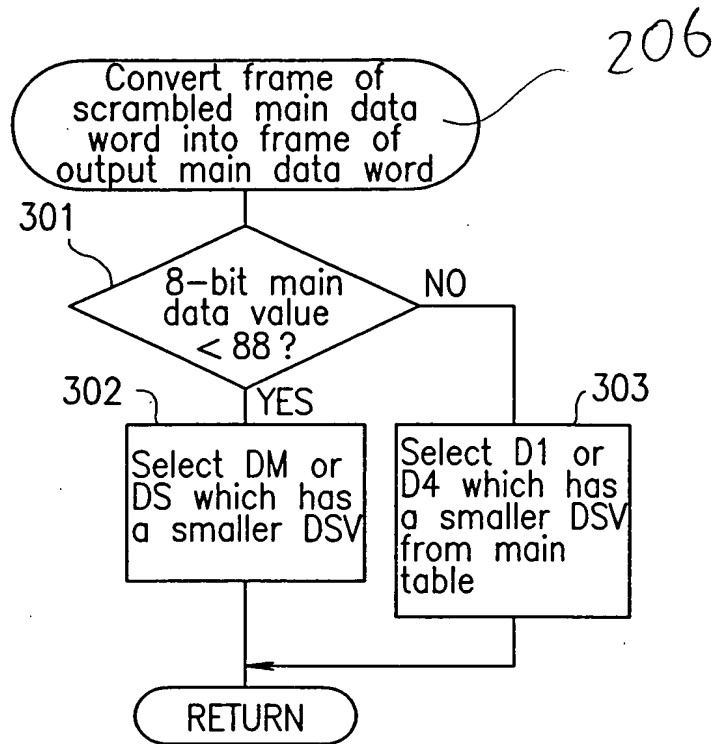 206
Convert frame of
scrambled main data
word into frame of
output main data word
301
8-bit main
data value
< 88 ?
NO
YES
302
303
Select DM or
DS which has
a smaller DSV
Select D1 or
D4 which has
a smaller DSV
from main
table
RETURN